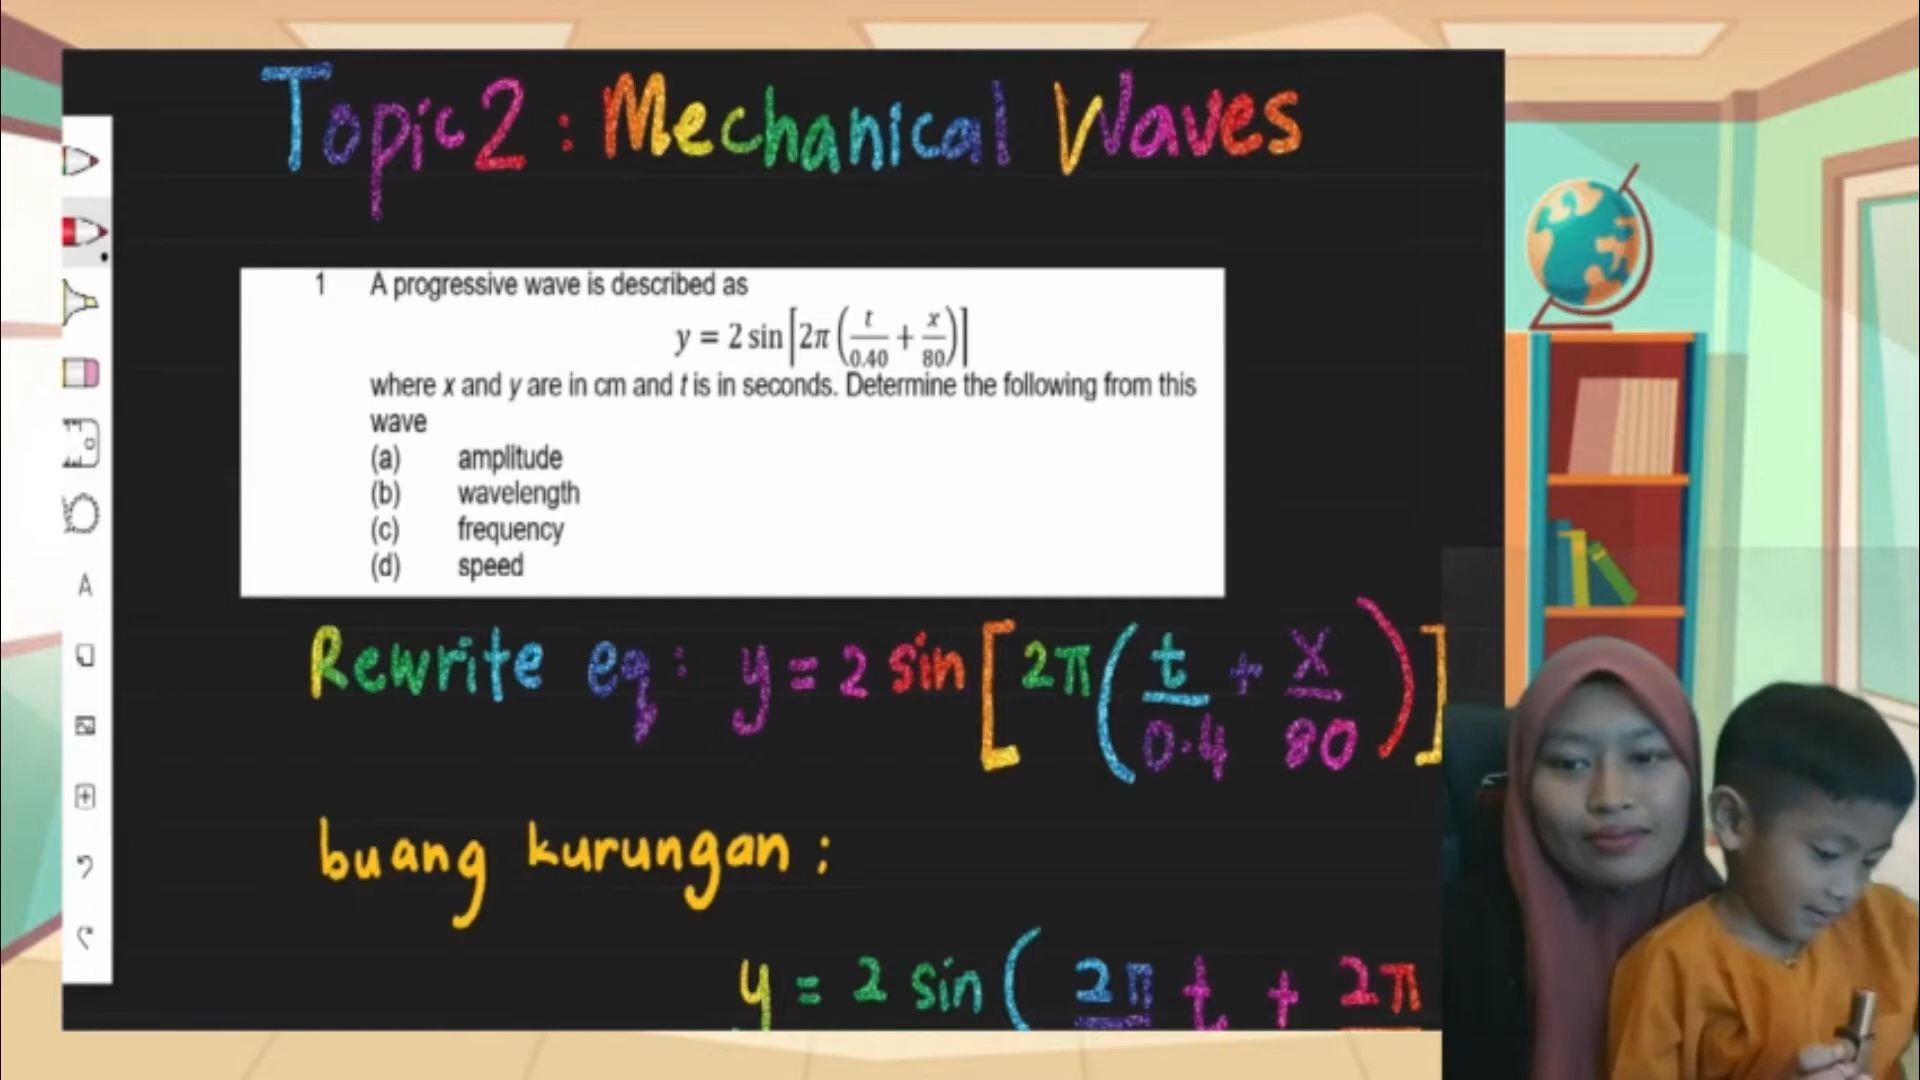 Topic 2 : Mechanical Waves
1 A progressive wave is described as
y = 2 sin [2π (t/0.40 + x/80)]
where x and y are in cm and t is in seconds. Determine the following from this
wave
(a) amplitude
(b) wavelength
(c) frequency
(d) speed
Rewrite eq : y = 2 sin [2π (t/0.4 + x/80)]
buang kurungan :
y = 2 sin ( 2π t + 2π
A